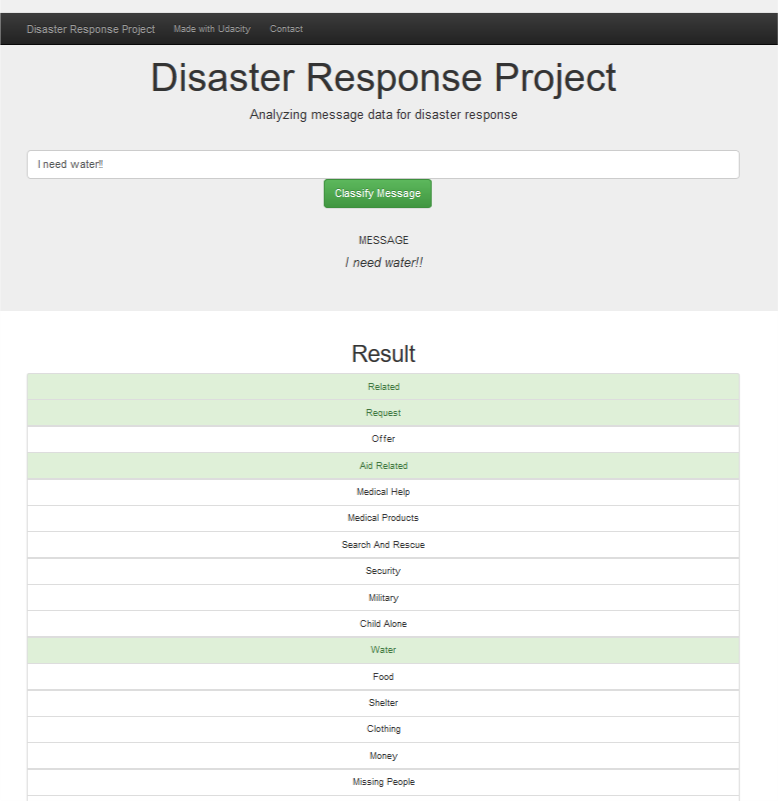 Disaster Response Project Made with Udacity Contact
Disaster Response Project
Analyzing message data for disaster response
I need water!!
Classify Message
MESSAGE
I need water!!
Result
Related
Request
Offer
Aid Related
Medical Help
Medical Products
Search And Rescue
Security
Military
Child Alone
Water
Food
Shelter
Clothing
Money
Missing People